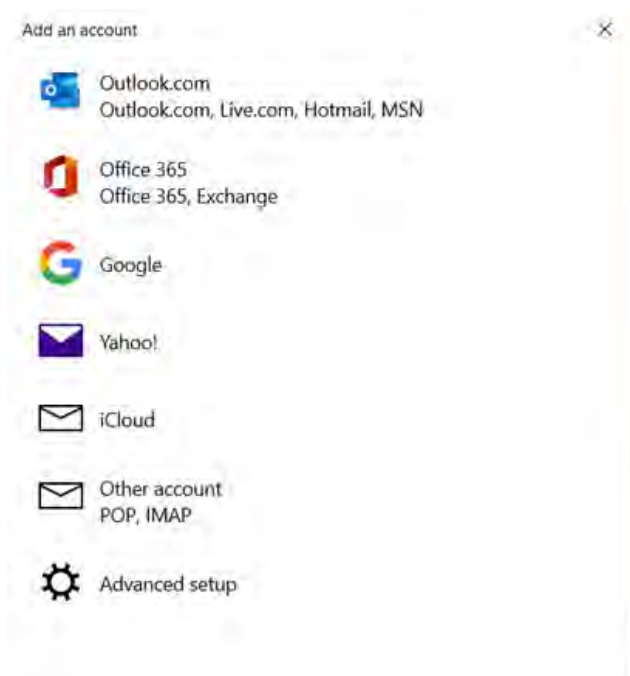 Add an account
Outlook.com
Outlook.com, Live.com, Hotmail, MSN
Office 365
Office 365, Exchange
Google
Yahoo!
iCloud
Other account
POP, IMAP
Advanced setup